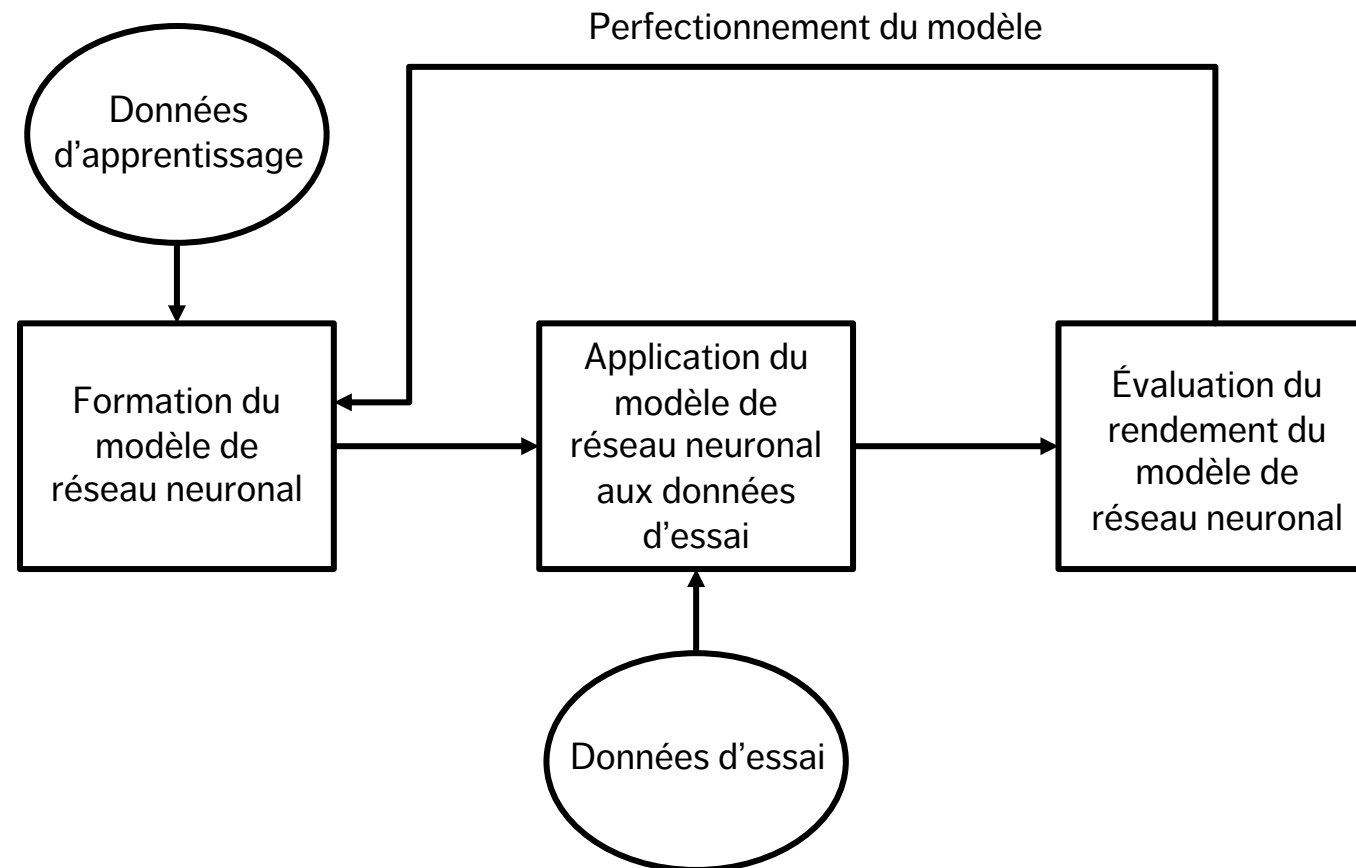 Perfectionnement du modèle
Données
d’apprentissage
Formation du
modèle de
réseau neuronal
Application du
modèle de
réseau neuronal
aux données
d’essai
Évaluation du
rendement du
modèle de
réseau neuronal
Données d’essai